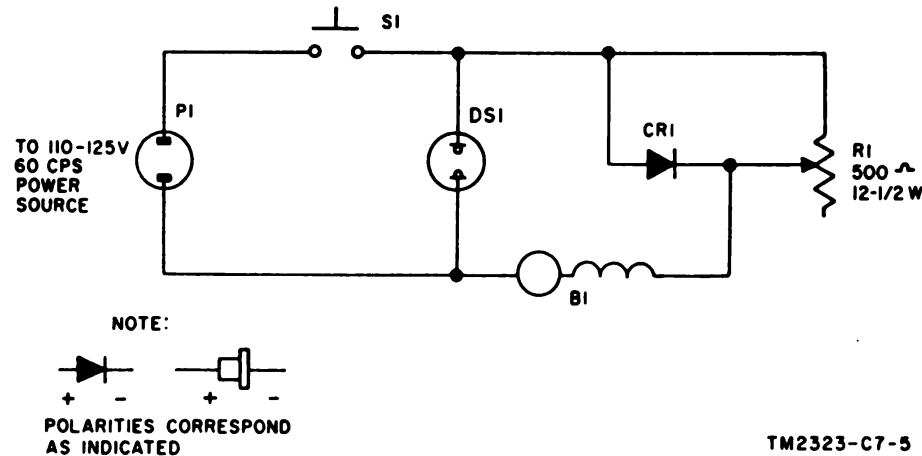 S1
P1
DS1
TO 110-125V
60 CPS
POWER
SOURCE
CR1
R1
500 Ω
12-1/2 W
B1
NOTE:
+ -
+ -
POLARITIES CORRESPOND
AS INDICATED
TM2323-C7-5